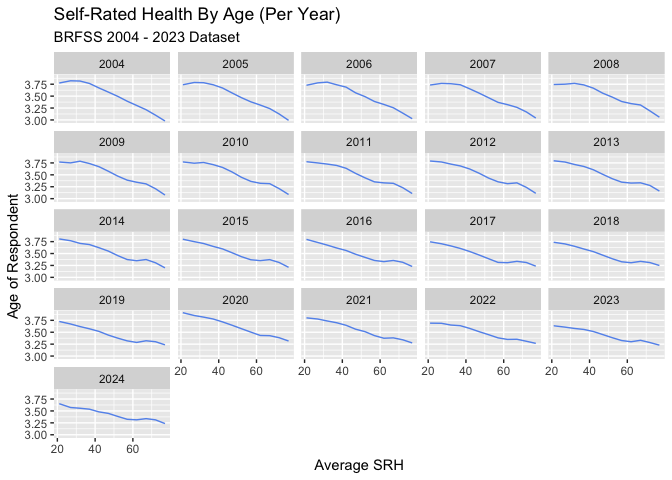 Self-Rated Health By Age (Per Year)
BRFSS 2004 - 2023 Dataset
2004 2005 2006 2007 2008
3.75
3.50
3.25
3.00
2009 2010 2011 2012 2013
3.75
3.50
3.25
3.00
2014 2015 2016 2017 2018
3.75
3.50
3.25
3.00
2019 2020 2021 2022 2023
3.75
3.50
3.25
3.00
20 40 60 20 40 60 20 40 60 20 40 60
2024
3.75
3.50
3.25
3.00
20 40 60
Age of Respondent
Average SRH